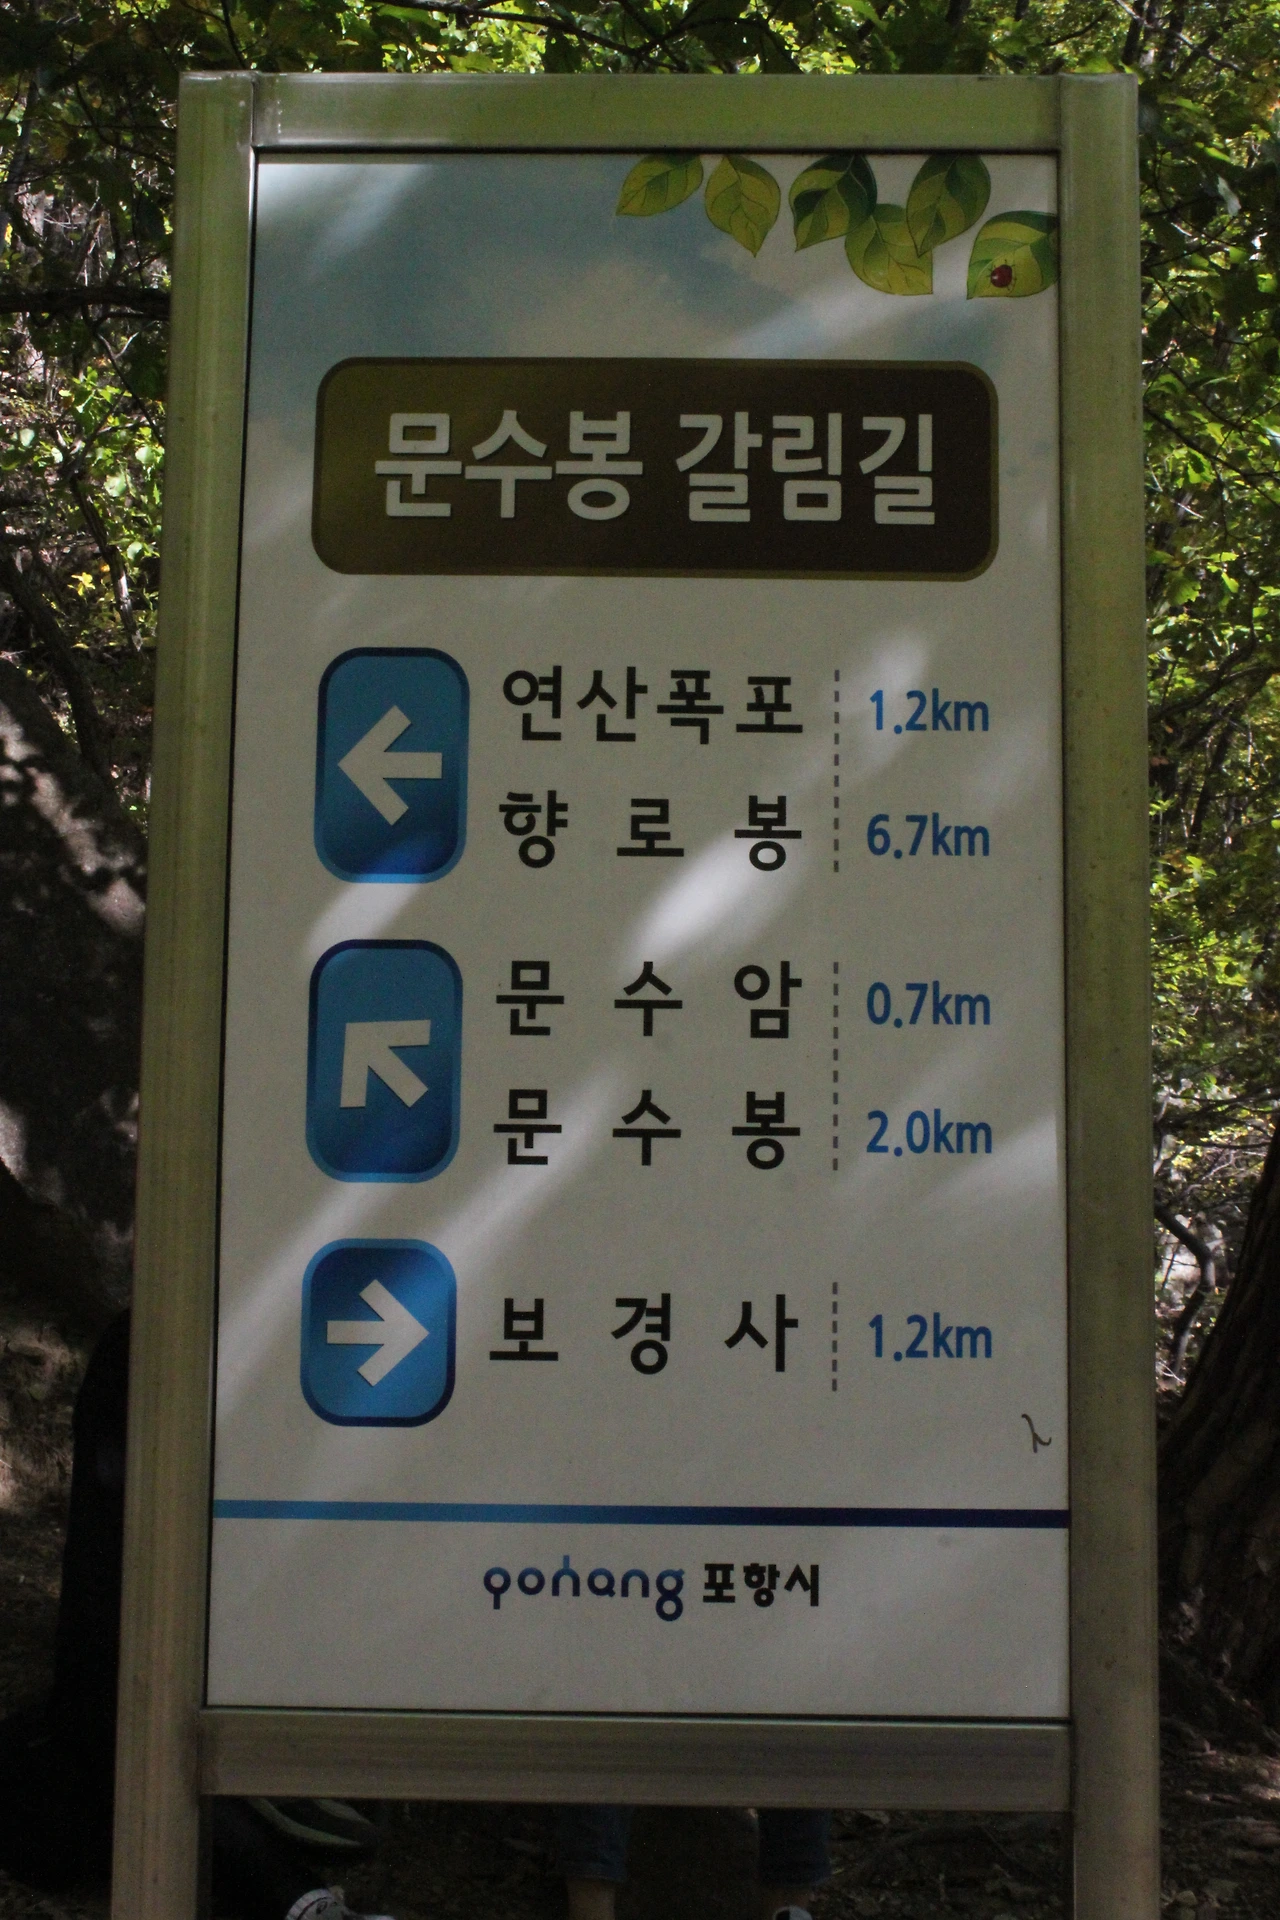 문수봉 갈림길
연산폭포 1.2km
향로봉 6.7km
문수암 0.7km
문수봉 2.0km
보경사 1.2km
pohang 포항시